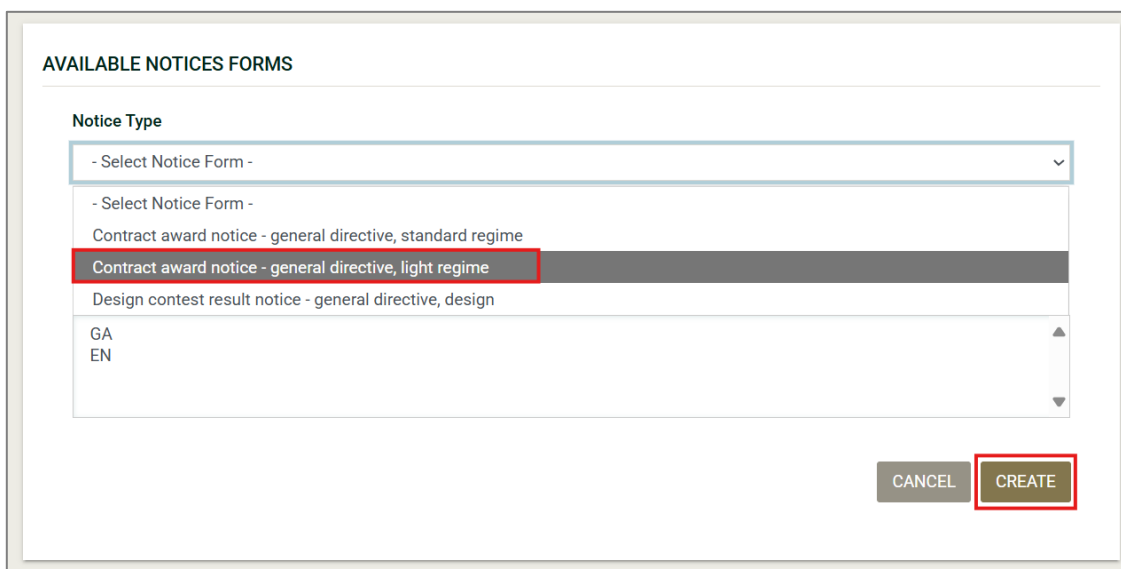 AVAILABLE NOTICES FORMS
Notice Type
- Select Notice Form -
- Select Notice Form -
Contract award notice - general directive, standard regime
Contract award notice - general directive, light regime
Design contest result notice - general directive, design
GA
EN
CANCEL CREATE